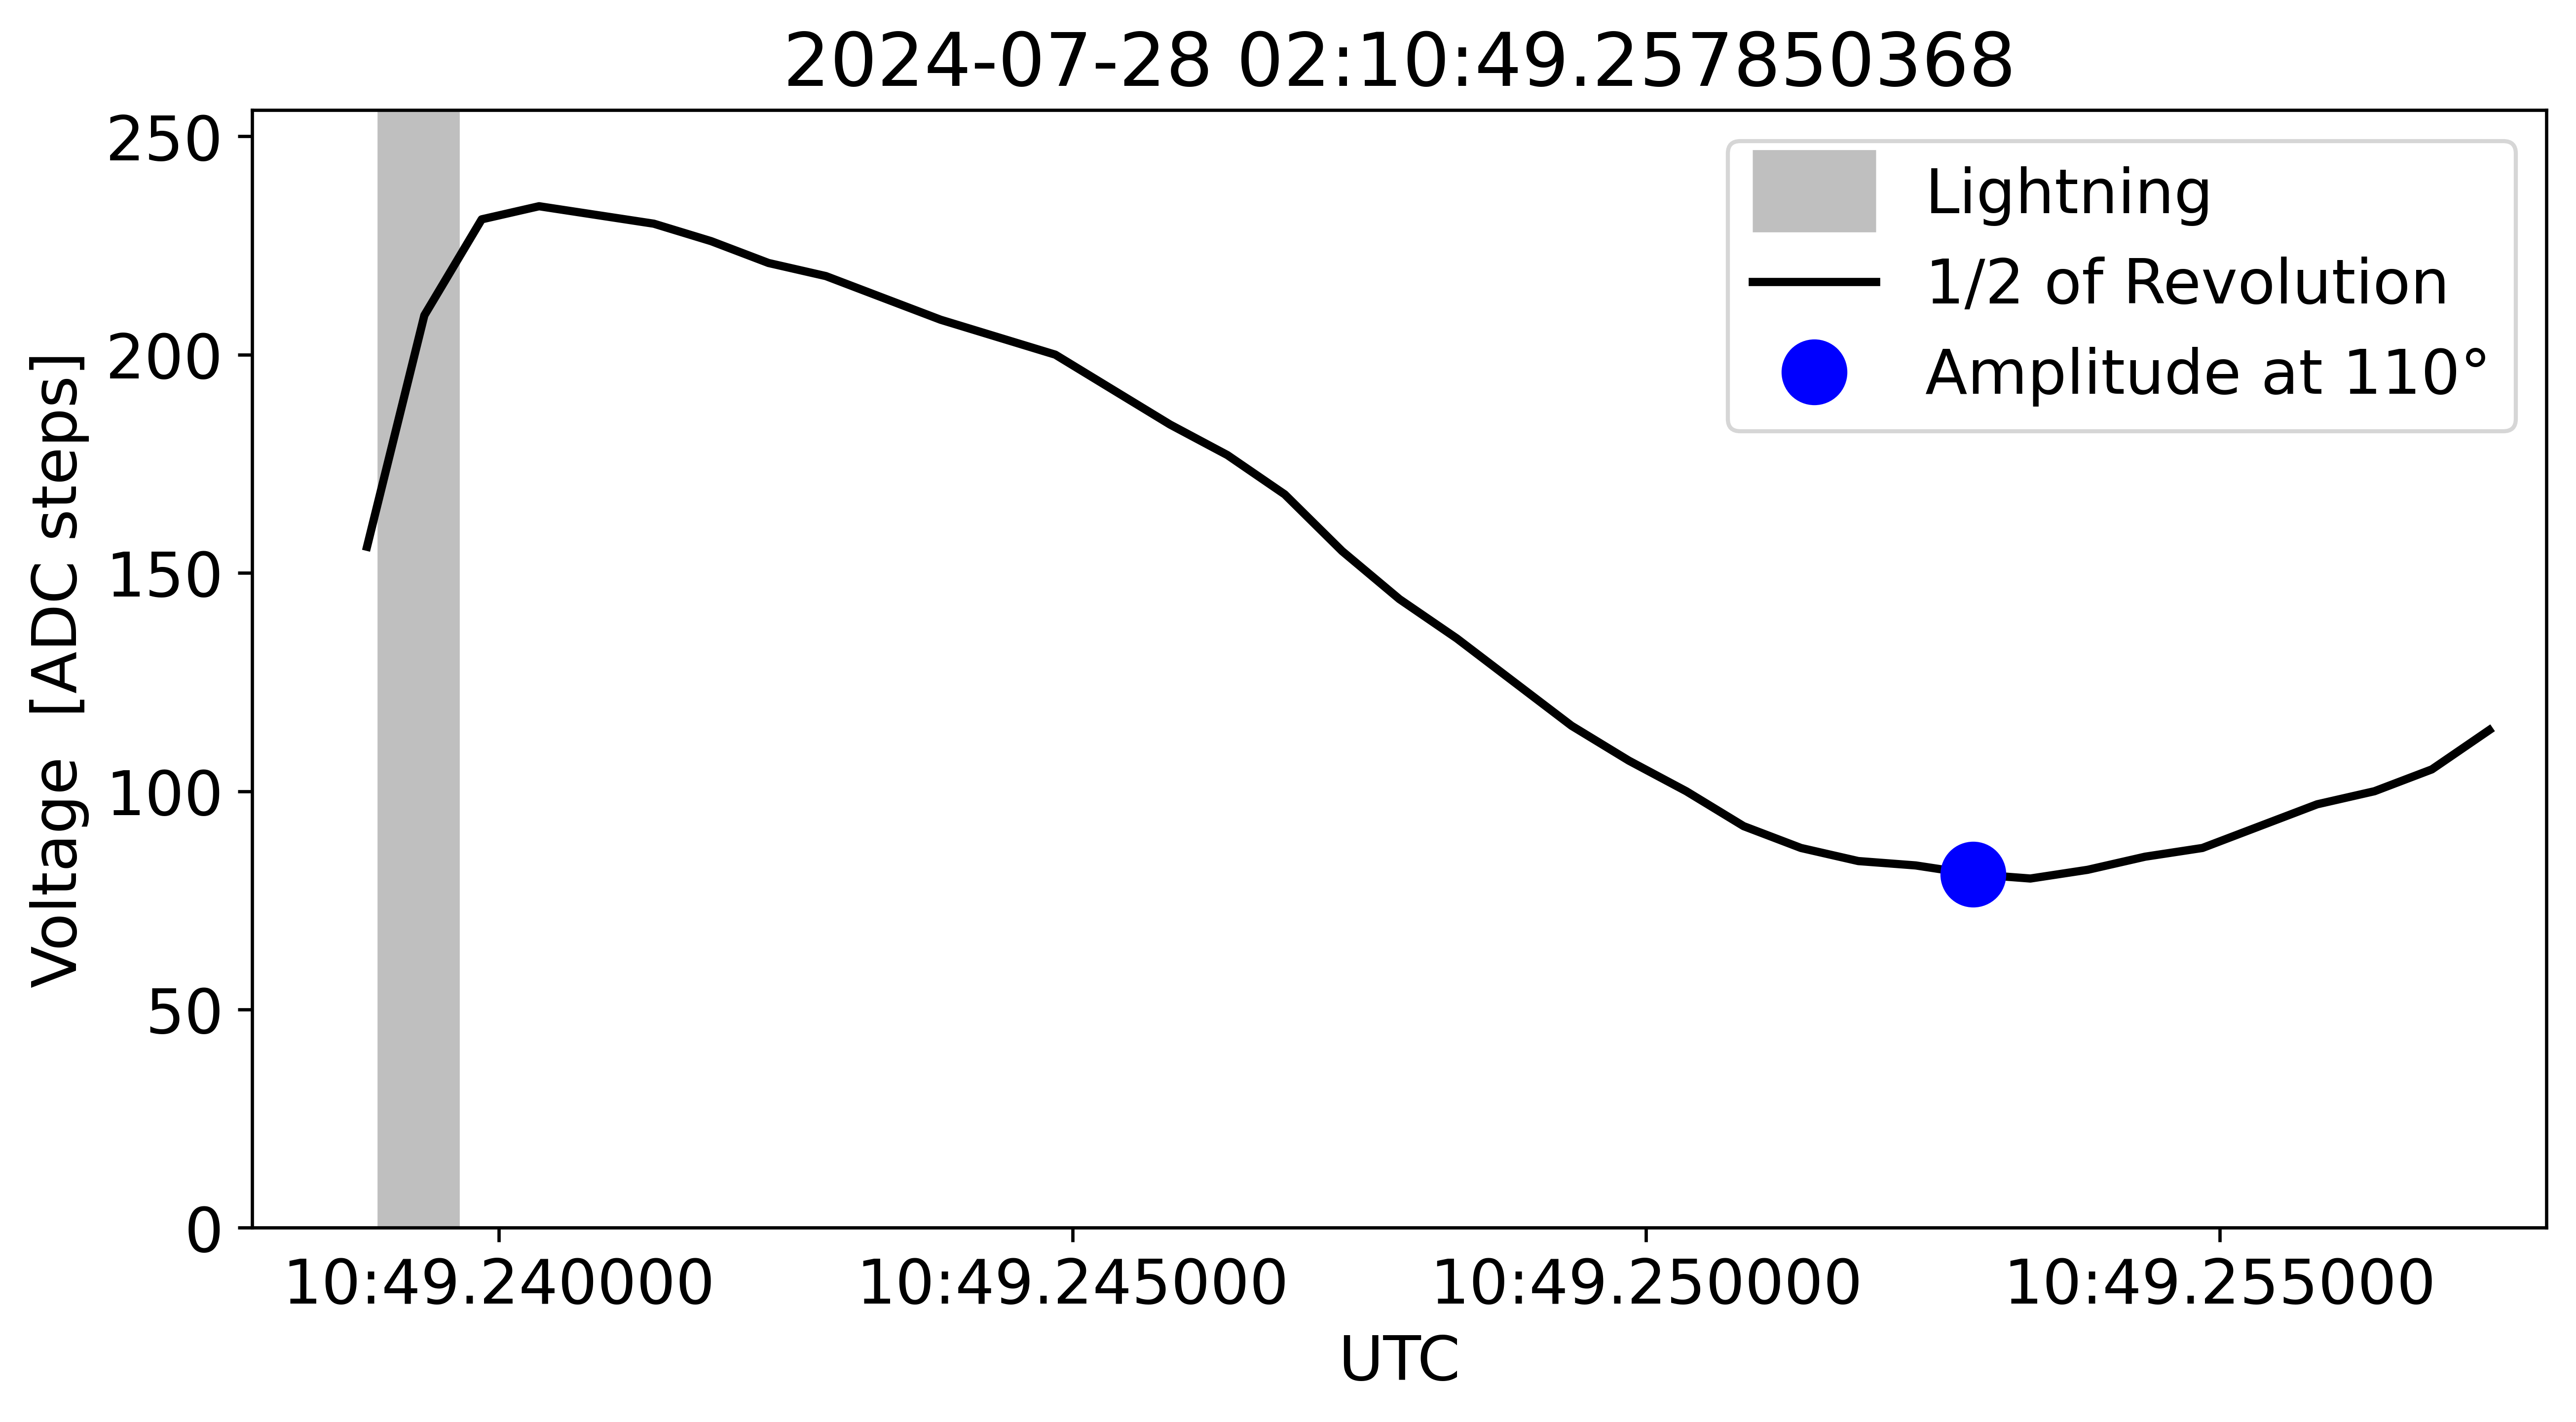 2024-07-28 02:10:49.257850368
250
200
150
100
50
0
Voltage [ADC steps]
Lightning
1/2 of Revolution
Amplitude at 110°
10:49.240000
10:49.245000
10:49.250000
10:49.255000
UTC